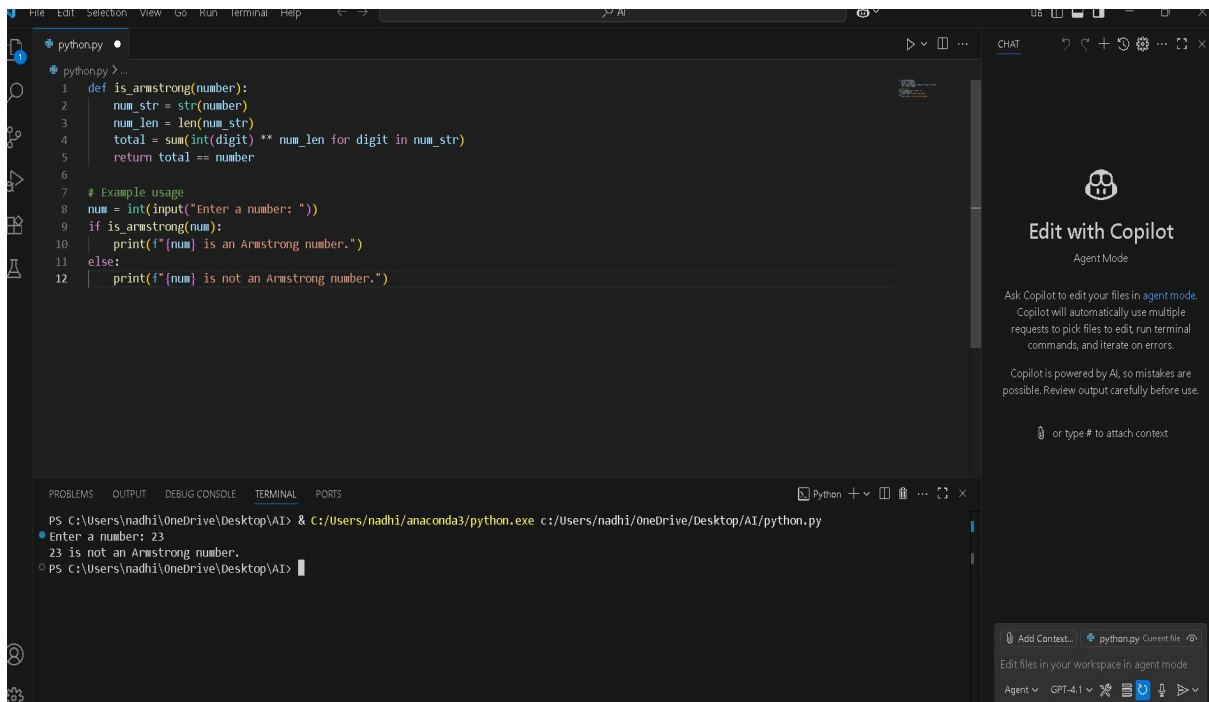 File Edit Selection View Go Run Terminal Help
AI
python.py
CHAT
1
python.py > ...
1 def is_armstrong(number):
2 num_str = str(number)
3 num_len = len(num_str)
4 total = sum(int(digit) ** num_len for digit in num_str)
5 return total == number
6
7 # Example usage
8 num = int(input("Enter a number: "))
9 if is_armstrong(num):
10 print(f"{num} is an Armstrong number.")
11 else:
12 print(f"{num} is not an Armstrong number.")
Edit with Copilot
Agent Mode
Ask Copilot to edit your files in agent mode.
Copilot will automatically use multiple
requests to pick files to edit, run terminal
commands, and iterate on errors.
Copilot is powered by AI, so mistakes are
possible. Review output carefully before use.
or type # to attach context
PROBLEMS OUTPUT DEBUG CONSOLE TERMINAL PORTS
Python
PS C:\Users\nadhi\OneDrive\Desktop\AI> & C:/Users/nadhi/anaconda3/python.exe c:/Users/nadhi/OneDrive/Desktop/AI/python.py
Enter a number: 23
23 is not an Armstrong number.
PS C:\Users\nadhi\OneDrive\Desktop\AI>
Add Context...
python.py Current file
Edit files in your workspace in agent mode
Agent GPT-4.1